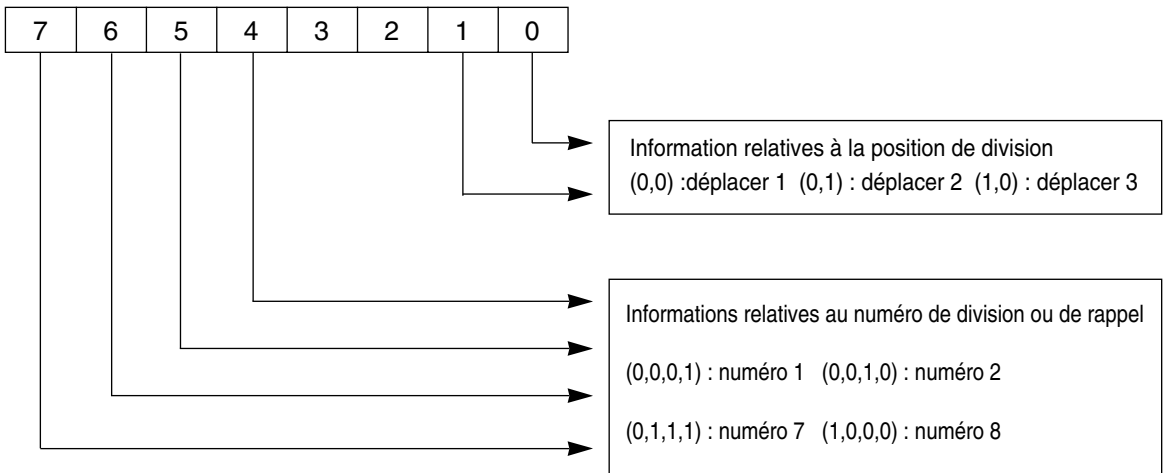 7 6 5 4 3 2 1 0
Information relatives à la position de division
(0,0) :déplacer 1 (0,1) : déplacer 2 (1,0) : déplacer 3
Informations relatives au numéro de division ou de rappel
(0,0,0,1) : numéro 1 (0,0,1,0) : numéro 2
(0,1,1,1) : numéro 7 (1,0,0,0) : numéro 8